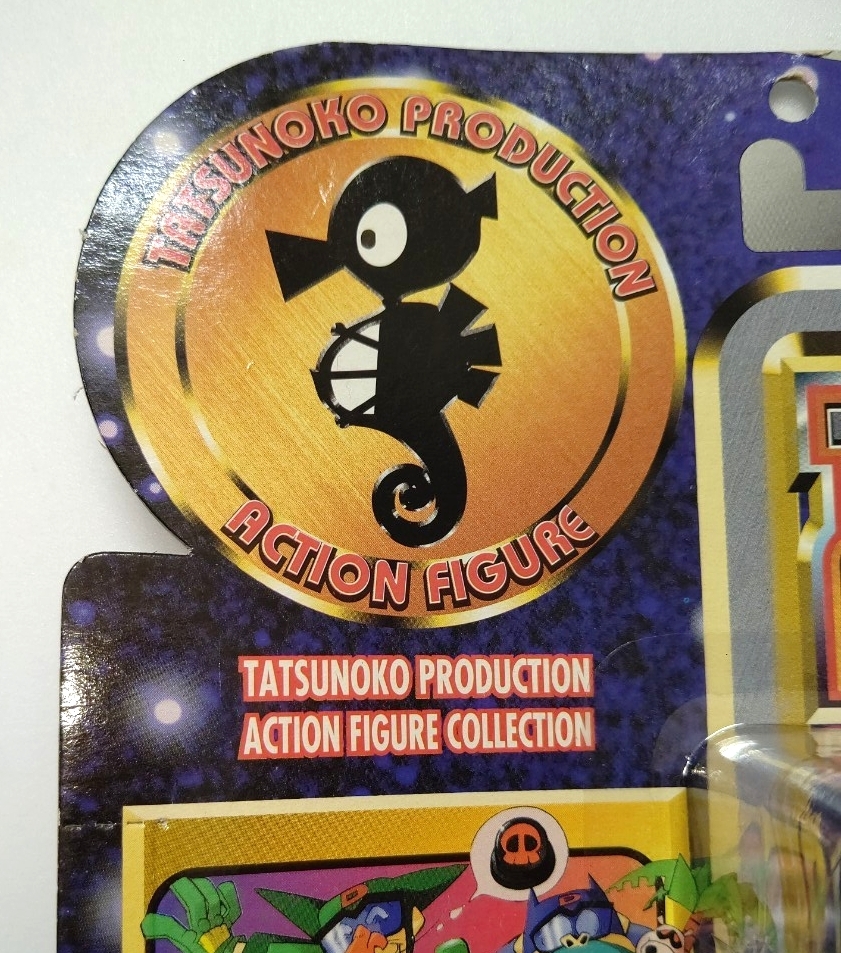 TATSUNOKO PRODUCTION
ACTION FIGURE
TATSUNOKO PRODUCTION
ACTION FIGURE COLLECTION